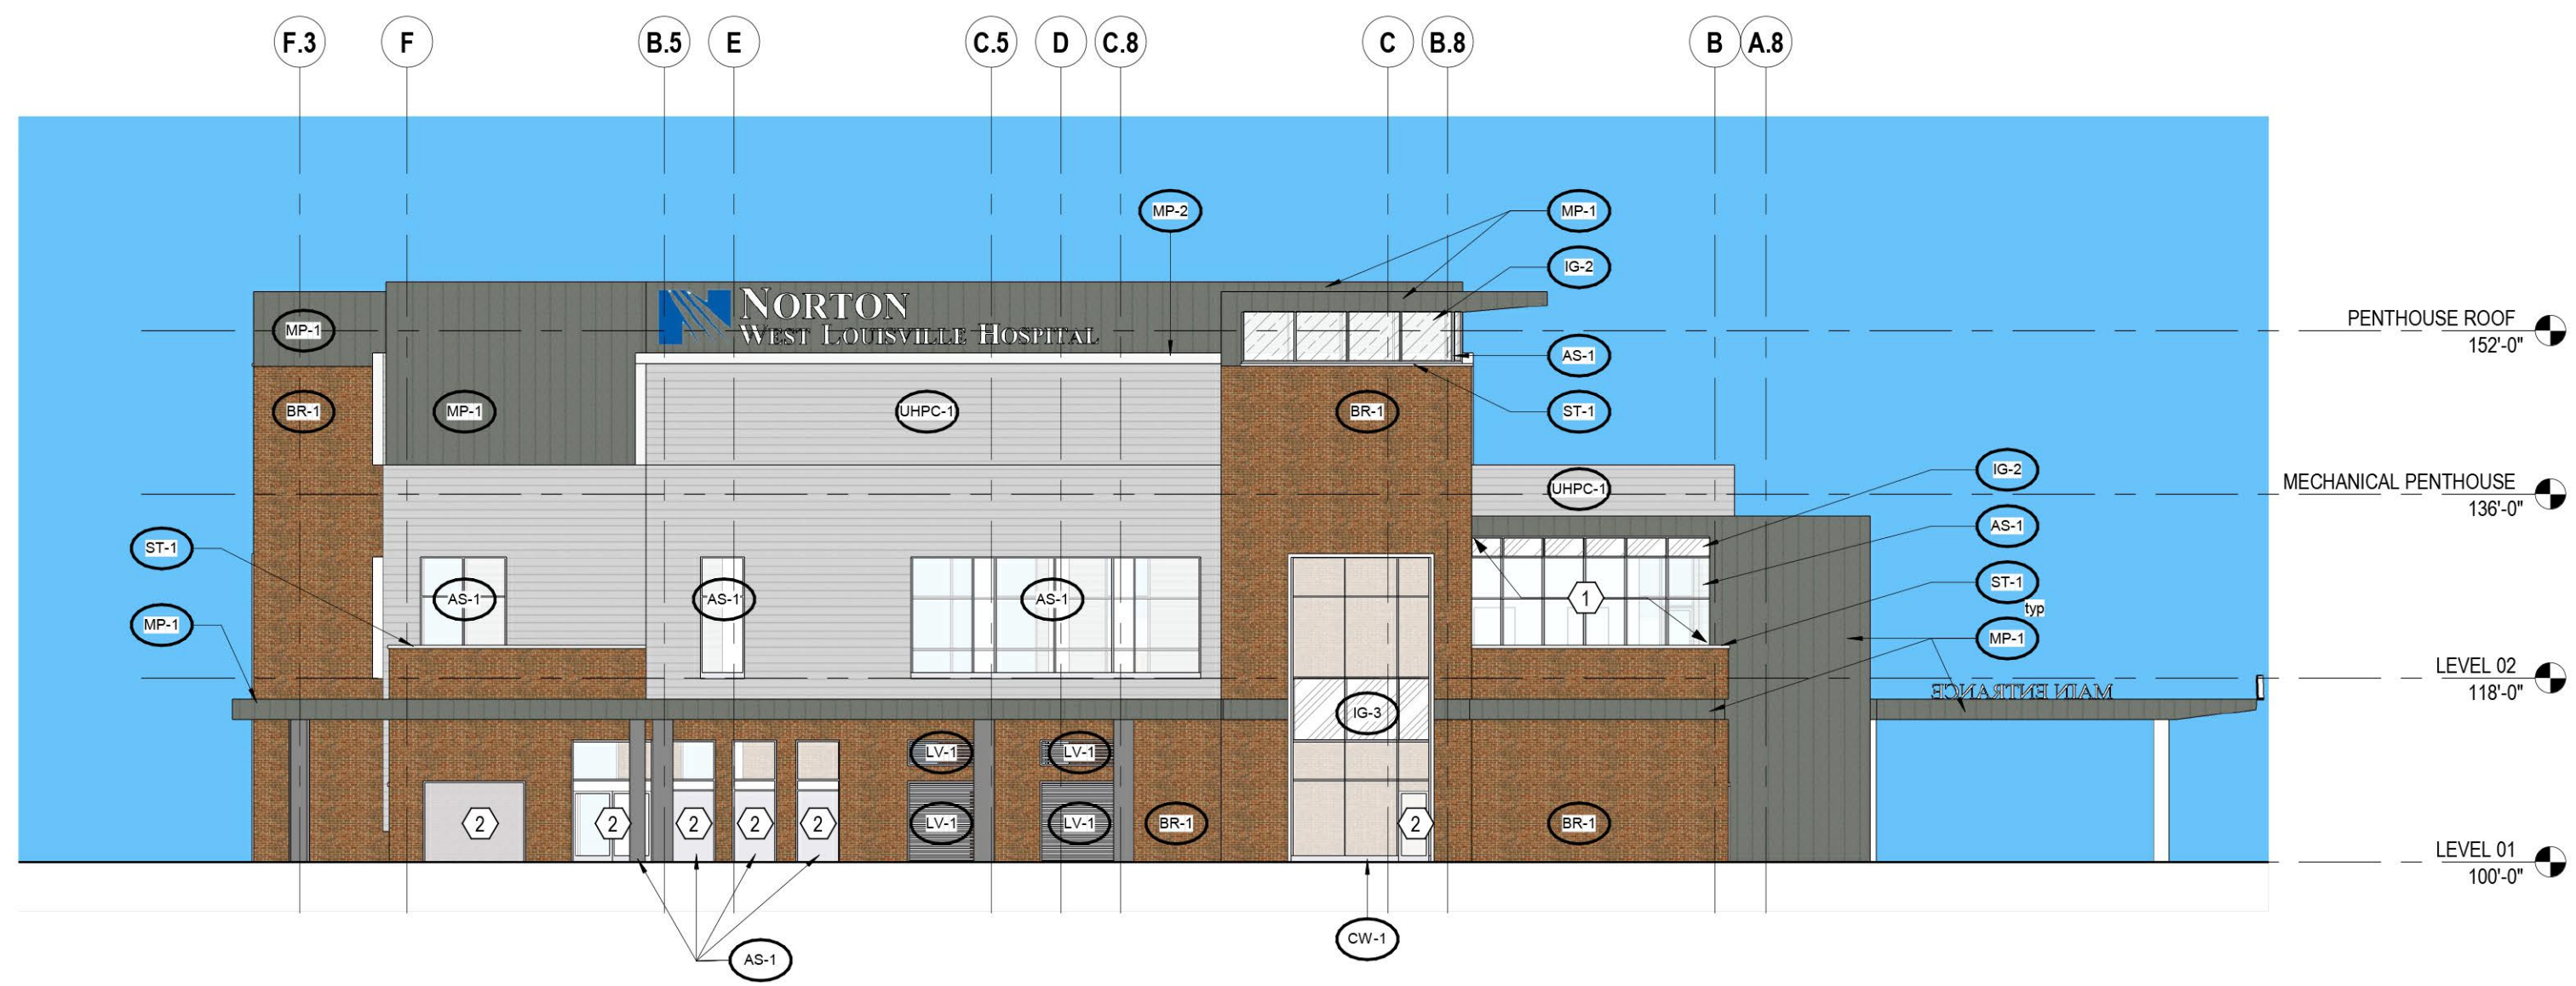 F.3
F
B.5
E
C.5
D
C.8
C
B.8
B
A.8
MP-2
MP-1
IG-2
NORTON
WEST LOUISVILLE HOSPITAL
MP-1
PENTHOUSE ROOF
152'-0"
AS-1
BR-1
MP-1
UHPC-1
BR-1
ST-1
IG-2
UHPC-1
MECHANICAL PENTHOUSE
136'-0"
AS-1
ST-1
ST-1
typ
AS-1
AS-1
AS-1
1
MP-1
MP-1
LEVEL 02
118'-0"
MAIN ENTRANCE
IG-3
LV-1
LV-1
2
2
2
2
2
LV-1
LV-1
BR-1
2
BR-1
LEVEL 01
100'-0"
CW-1
AS-1